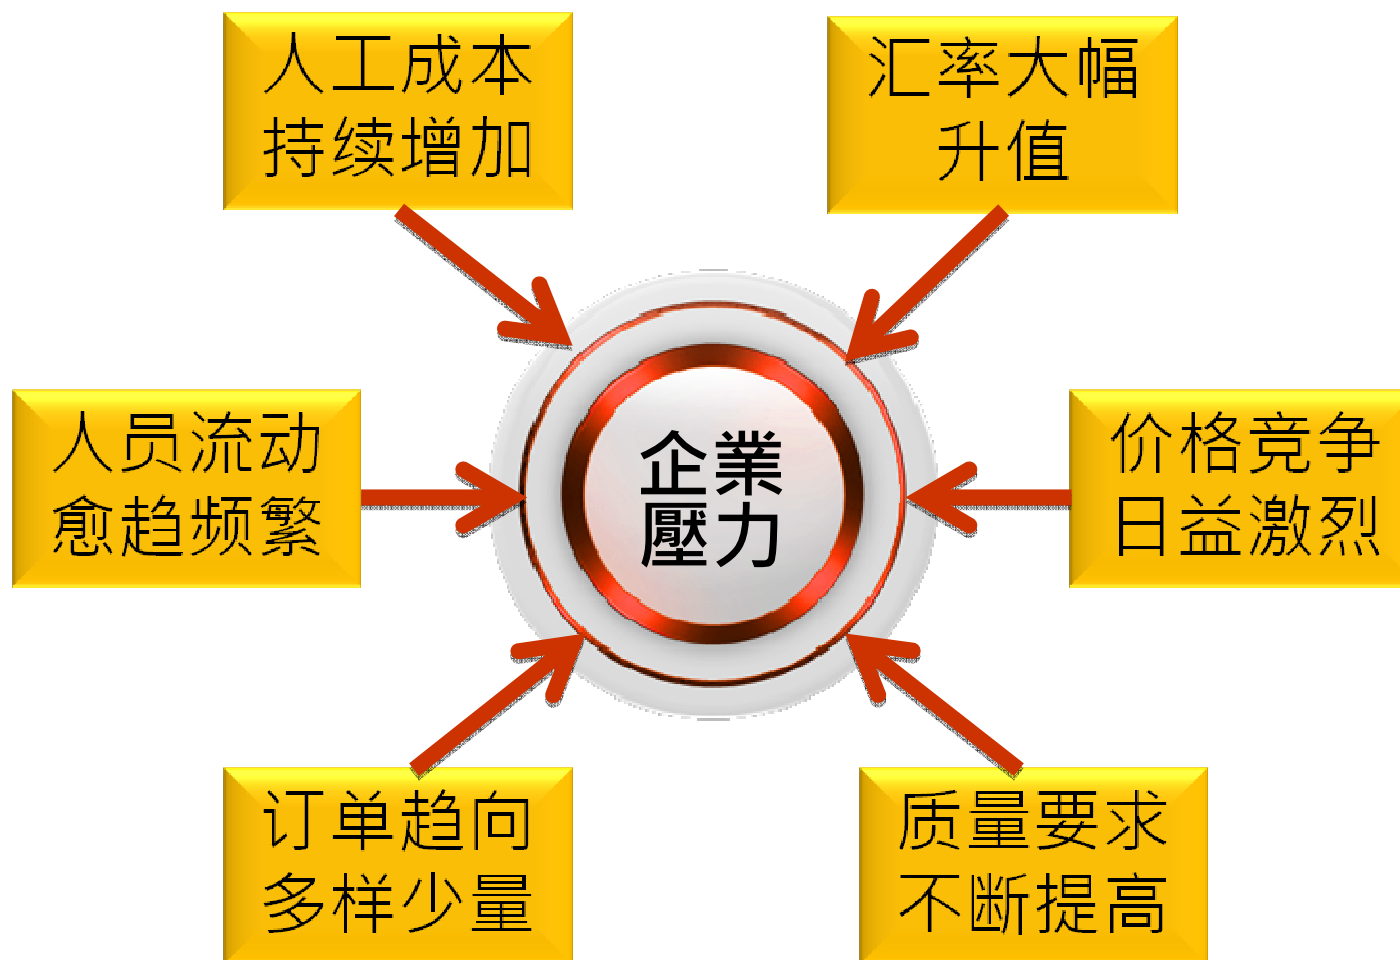 人工成本
持续增加
汇率大幅
升值
人员流动
愈趋频繁
企業
壓力
价格竞争
日益激烈
订单趋向
多样少量
质量要求
不断提高